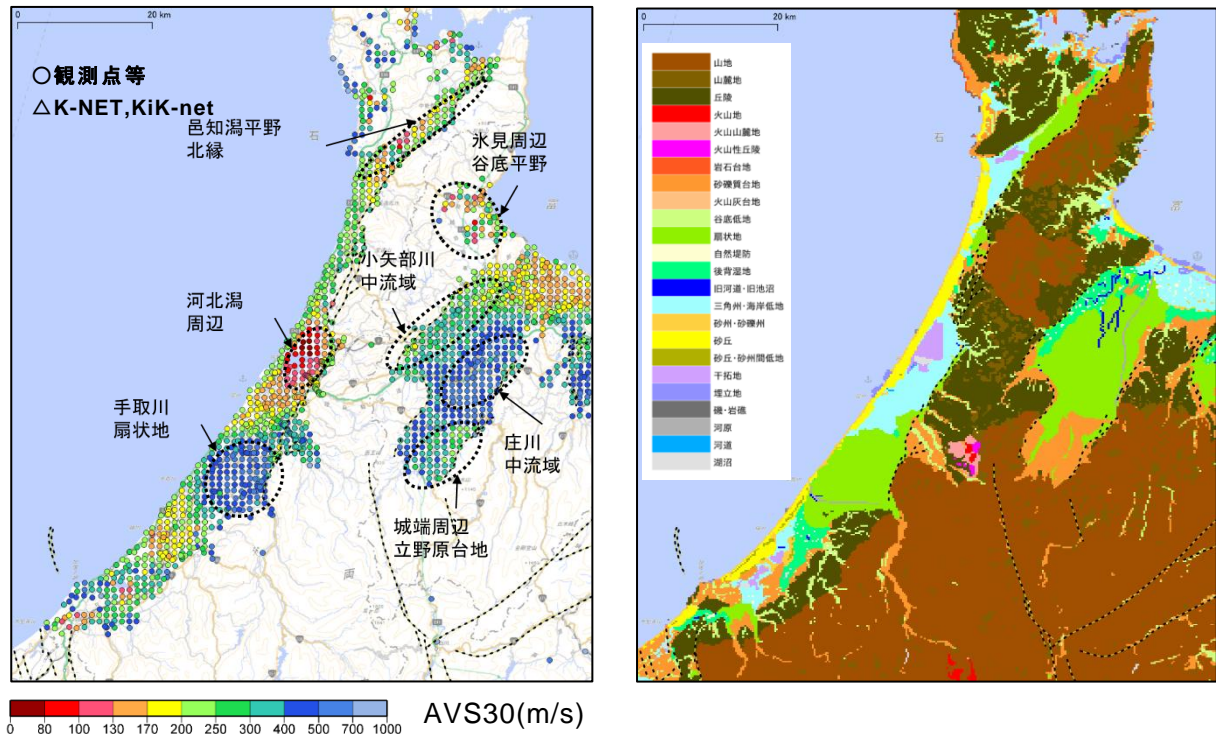 0
20 km
○観測点等
△K-NET,KiK-net
邑知潟平野
北縁
氷見周辺
谷底平野
小矢部川
中流域
河北潟
周辺
手取川
扇状地
庄川
中流域
城端周辺
立野原台地
石
富
両
0 80 100 130 170 200 250 300 400 500 700 1000
AVS30(m/s)
0
20 km
山地
山麓地
丘陵
火山地
火山山麓地
火山性丘陵
岩石台地
砂礫質台地
火山灰台地
谷底低地
扇状地
自然堤防
後背湿地
旧河道・旧池沼
三角州・海岸低地
砂州・砂礫州
砂丘
砂丘・砂州間低地
干拓地
埋立地
磯・岩礁
河原
河道
湖沼
石